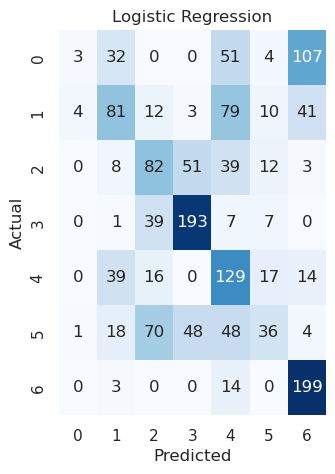 Logistic Regression
0 3 32 0 0 51 4 107
1 4 81 12 3 79 10 41
2 0 8 82 51 39 12 3
3 0 1 39 193 7 7 0
4 0 39 16 0 129 17 14
5 1 18 70 48 48 36 4
6 0 3 0 0 14 0 199
Actual
0 1 2 3 4 5 6
Predicted